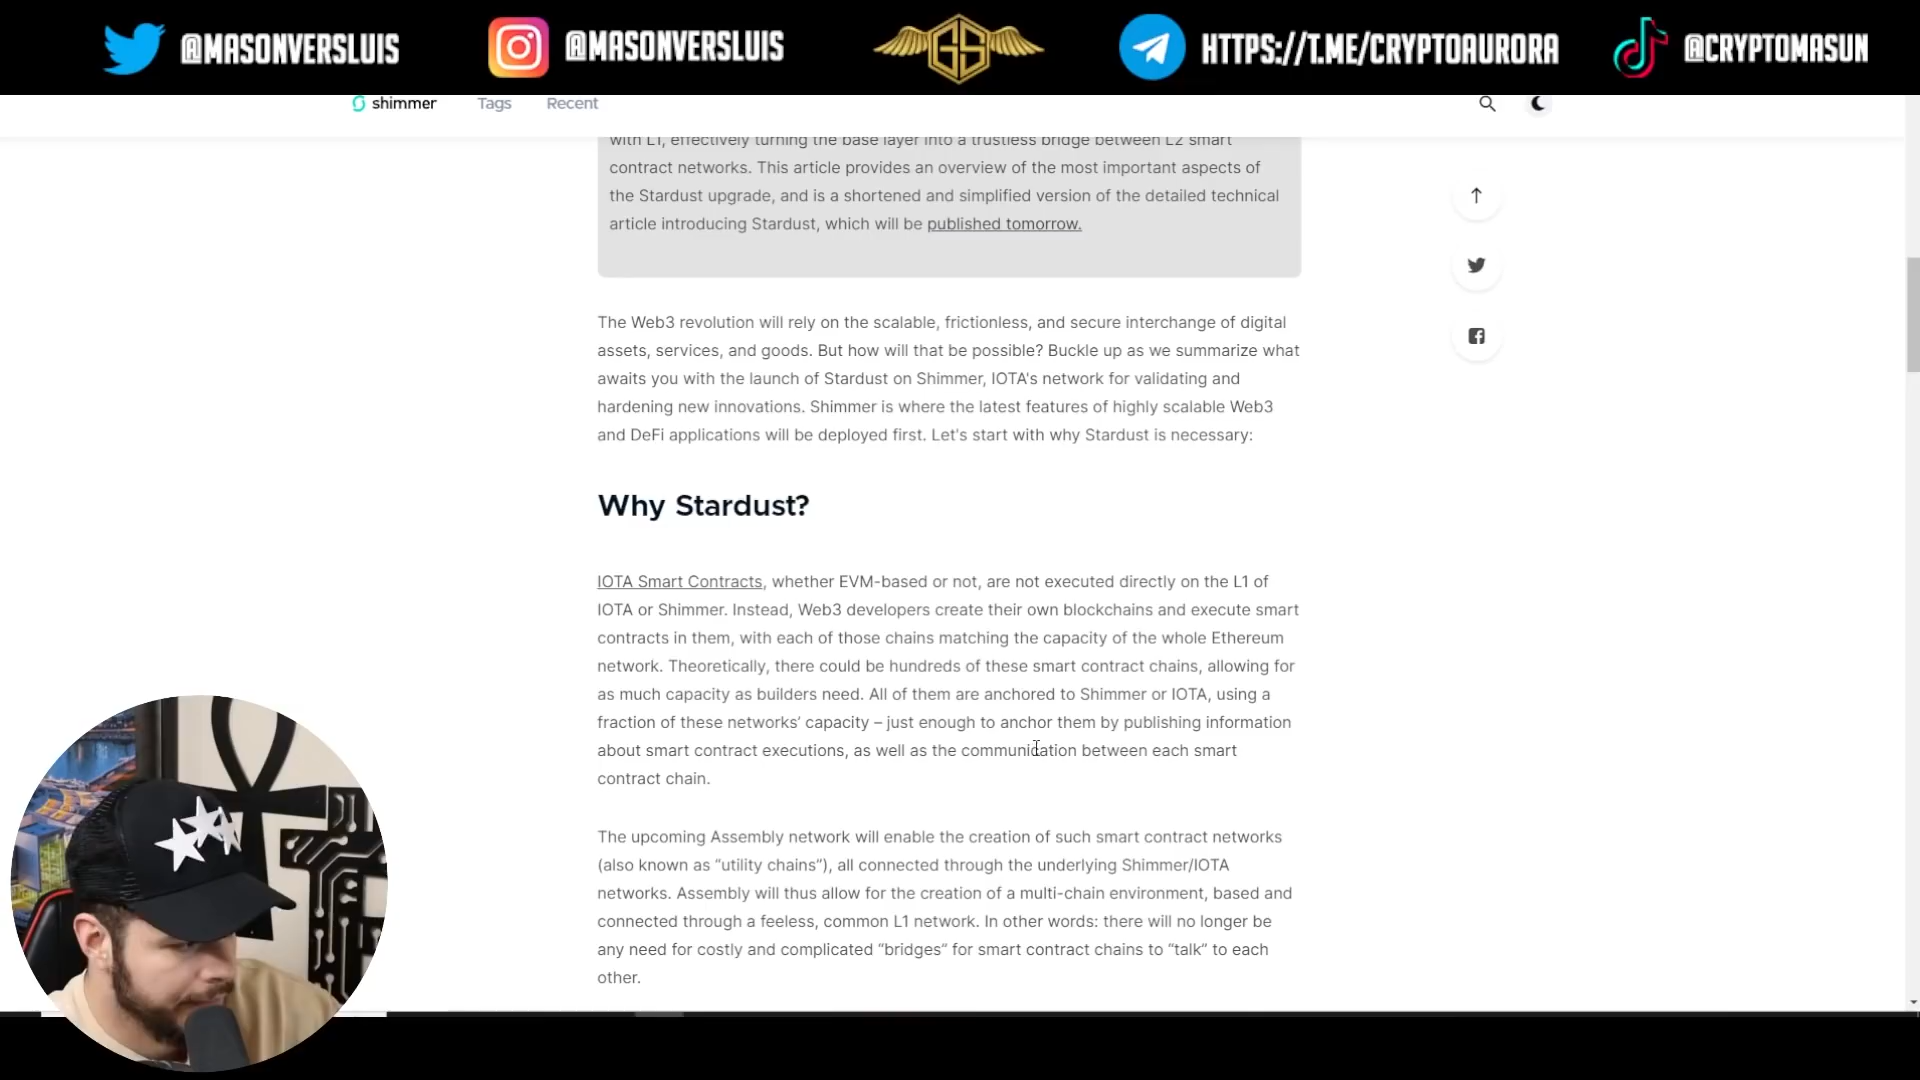 @MASONVERSLUIS
@MASONVERSLUIS
GS
HTTPS://T.ME/CRYPTOAURORA
@CRYPTOMASUN
shimmer
Tags
Recent
with L1, effectively turning the base layer into a trustless bridge between L2 smart
contract networks. This article provides an overview of the most important aspects of
the Stardust upgrade, and is a shortened and simplified version of the detailed technical
article introducing Stardust, which will be published tomorrow.
The Web3 revolution will rely on the scalable, frictionless, and secure interchange of digital
assets, services, and goods. But how will that be possible? Buckle up as we summarize what
awaits you with the launch of Stardust on Shimmer, IOTA's network for validating and
hardening new innovations. Shimmer is where the latest features of highly scalable Web3
and DeFi applications will be deployed first. Let's start with why Stardust is necessary:
Why Stardust?
IOTA Smart Contracts, whether EVM-based or not, are not executed directly on the L1 of
IOTA or Shimmer. Instead, Web3 developers create their own blockchains and execute smart
contracts in them, with each of those chains matching the capacity of the whole Ethereum
network. Theoretically, there could be hundreds of these smart contract chains, allowing for
as much capacity as builders need. All of them are anchored to Shimmer or IOTA, using a
fraction of these networks’ capacity – just enough to anchor them by publishing information
about smart contract executions, as well as the communication between each smart
contract chain.
The upcoming Assembly network will enable the creation of such smart contract networks
(also known as “utility chains”), all connected through the underlying Shimmer/IOTA
networks. Assembly will thus allow for the creation of a multi-chain environment, based and
connected through a feeless, common L1 network. In other words: there will no longer be
any need for costly and complicated “bridges” for smart contract chains to “talk” to each
other.